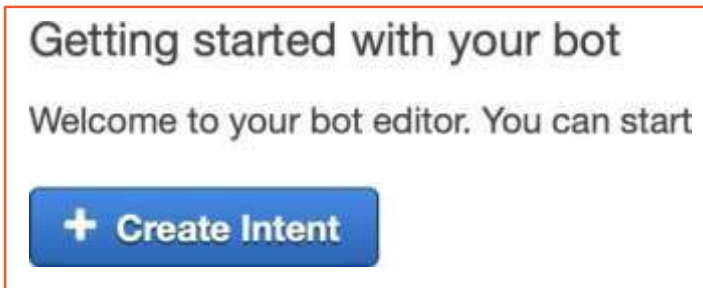 Getting started with your bot
Welcome to your bot editor. You can start
+ Create Intent